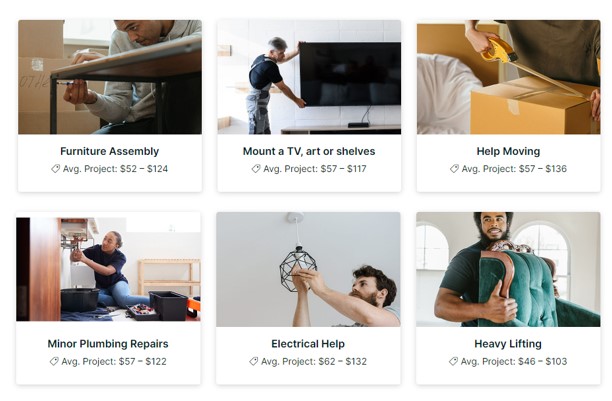 Furniture Assembly
Avg. Project: $52 – $124
Mount a TV, art or shelves
Avg. Project: $57 – $117
Help Moving
Avg. Project: $57 – $136
Minor Plumbing Repairs
Avg. Project: $57 – $122
Electrical Help
Avg. Project: $62 – $132
Heavy Lifting
Avg. Project: $46 – $103